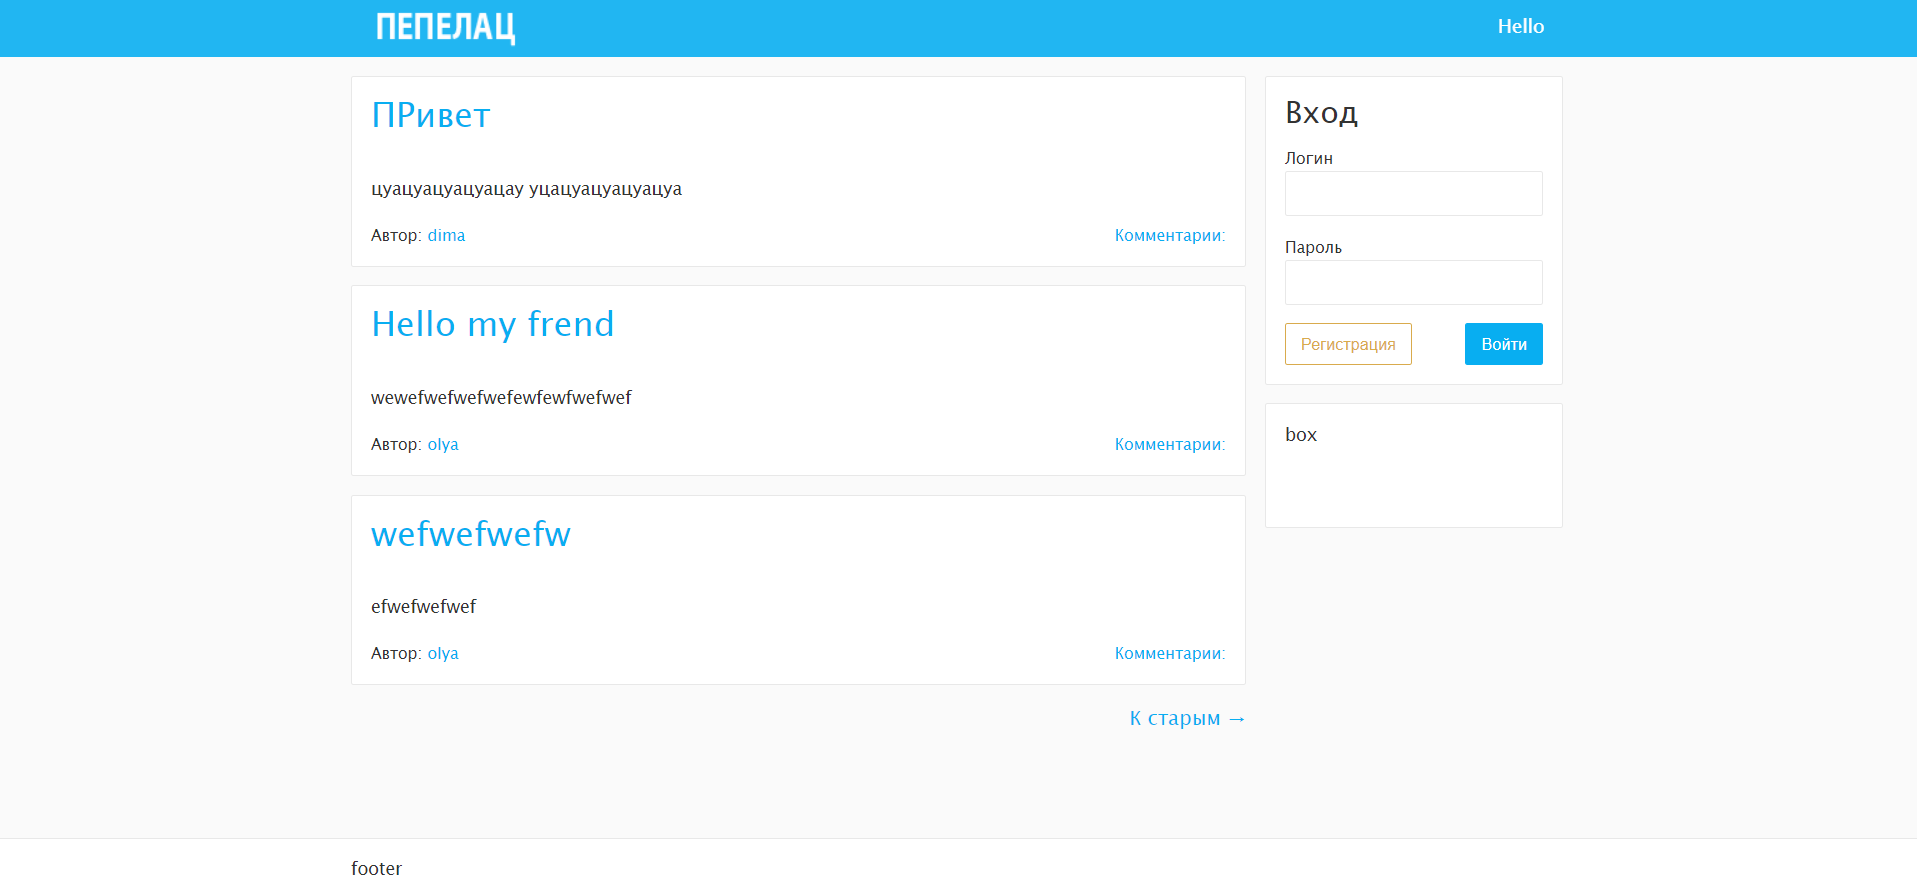 ПЕПЕЛАЦ
Hello
ПРивет
цуацуацуацуацау уцацуацуацуацуа
Автор: dima
Комментарии:
Hello my frend
wewefwefwefwefewfewfwefwef
Автор: olya
Комментарии:
wefwefwefw
efwefwefwef
Автор: olya
Комментарии:
К старым →
Вход
Логин
Пароль
Регистрация
Войти
box
footer